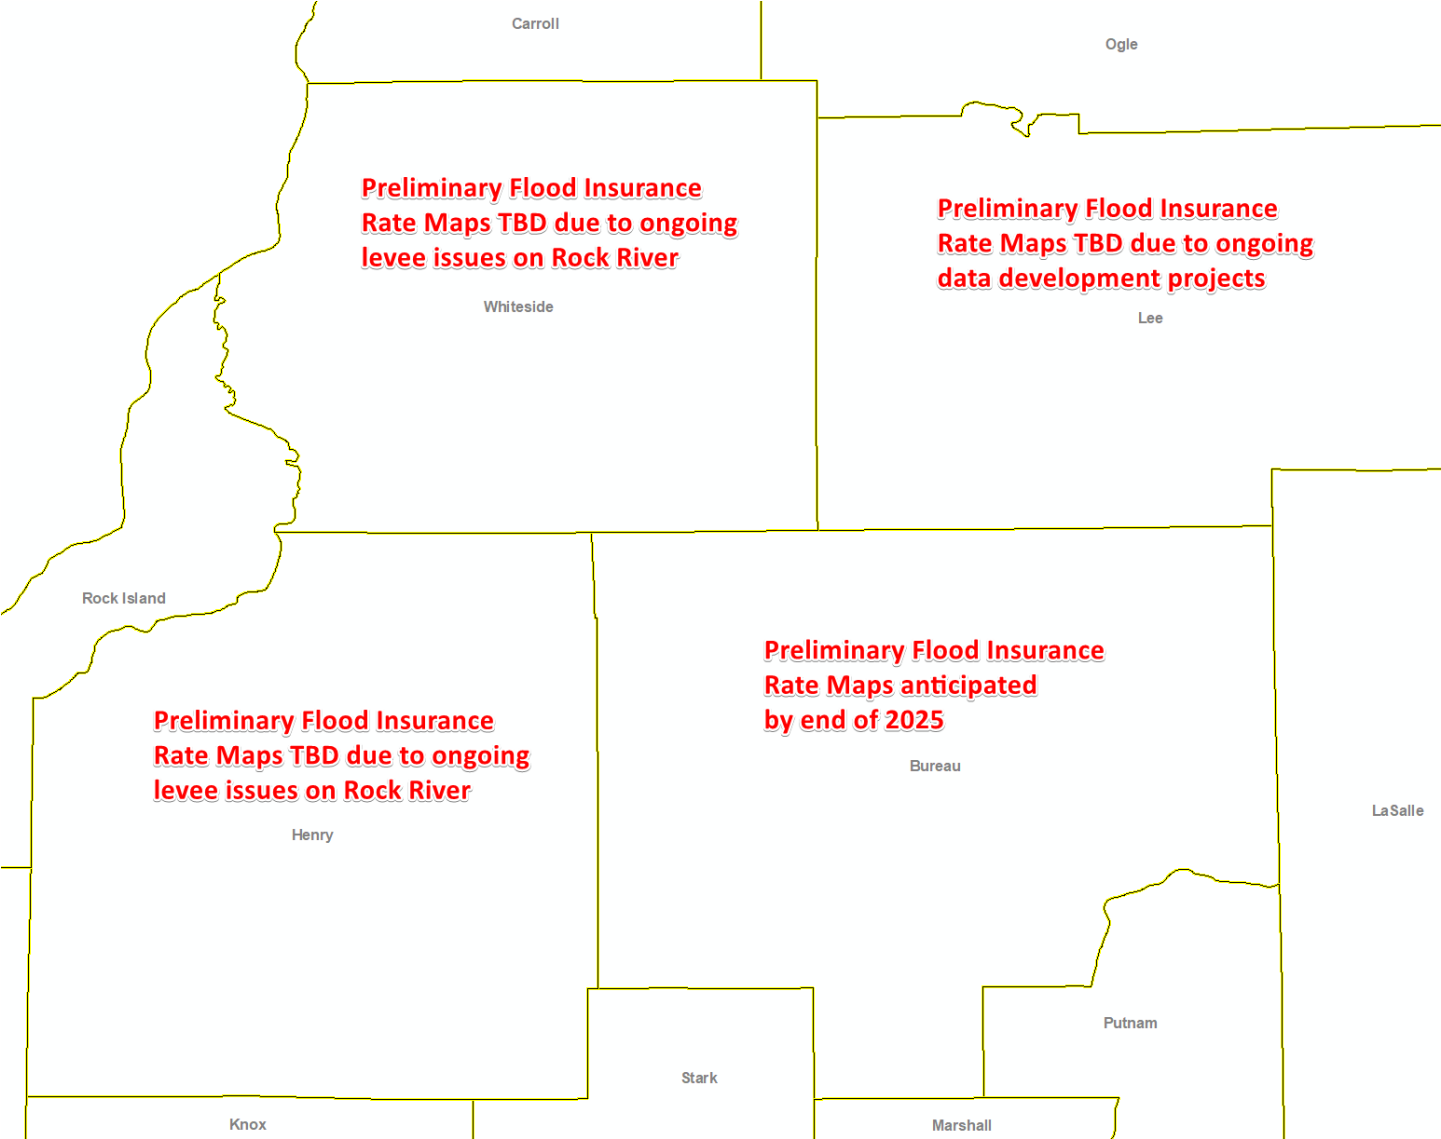 Carroll
Ogle
Preliminary Flood Insurance
Rate Maps TBD due to ongoing
levee issues on Rock River
Whiteside
Preliminary Flood Insurance
Rate Maps TBD due to ongoing
data development projects
Lee
Rock Island
Preliminary Flood Insurance
Rate Maps anticipated
by end of 2025
Bureau
Preliminary Flood Insurance
Rate Maps TBD due to ongoing
levee issues on Rock River
Henry
LaSalle
Putnam
Stark
Knox
Marshall